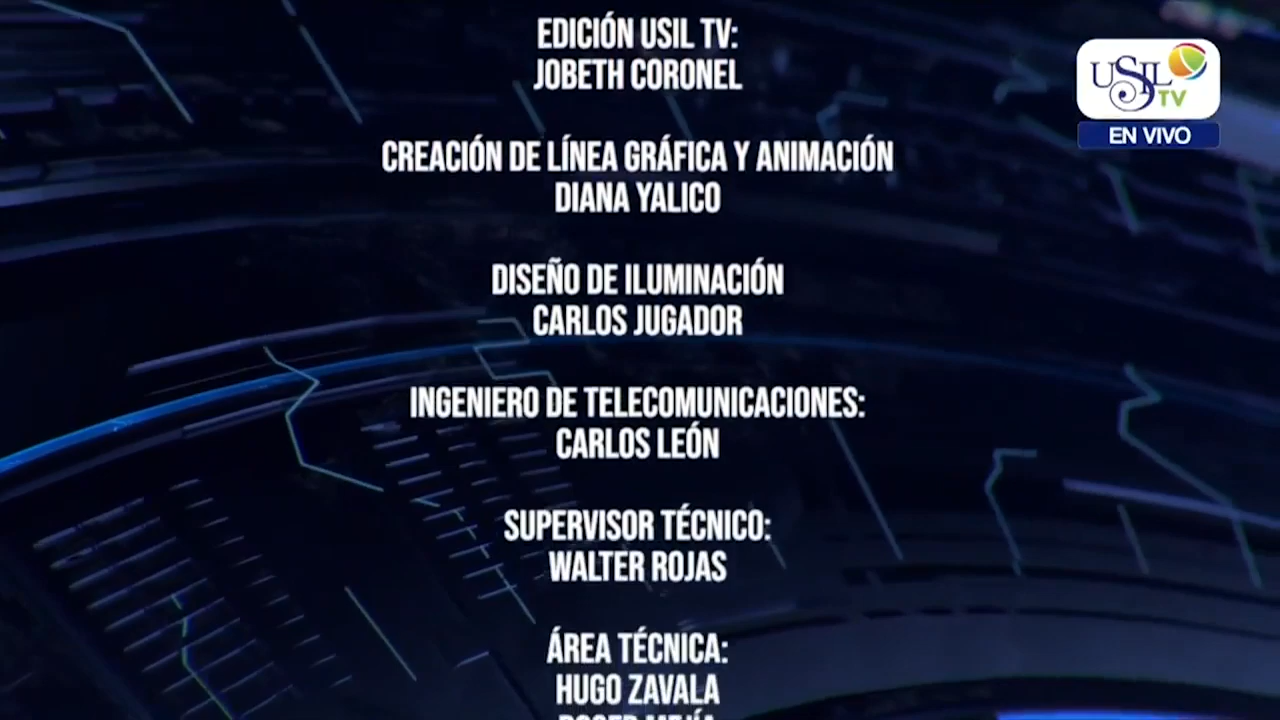 EDICIÓN USIL TV:
JOBETH CORONEL
CREACIÓN DE LÍNEA GRÁFICA Y ANIMACIÓN
DIANA YALICO
DISEÑO DE ILUMINACIÓN
CARLOS JUGADOR
INGENIERO DE TELECOMUNICACIONES:
CARLOS LEÓN
SUPERVISOR TÉCNICO:
WALTER ROJAS
ÁREA TÉCNICA:
HUGO ZAVALA
USIL
TV
EN VIVO